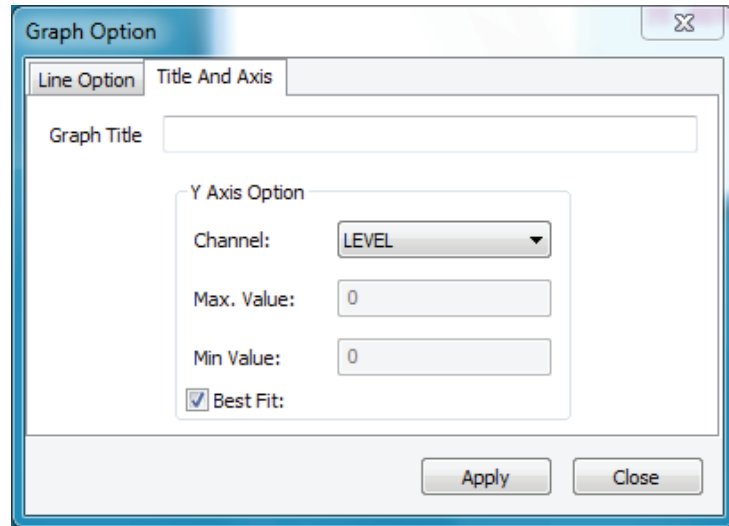 Graph Option
Line Option Title And Axis
Graph Title
Y Axis Option
Channel: LEVEL
Max. Value: 0
Min Value: 0
Best Fit:
Apply Close